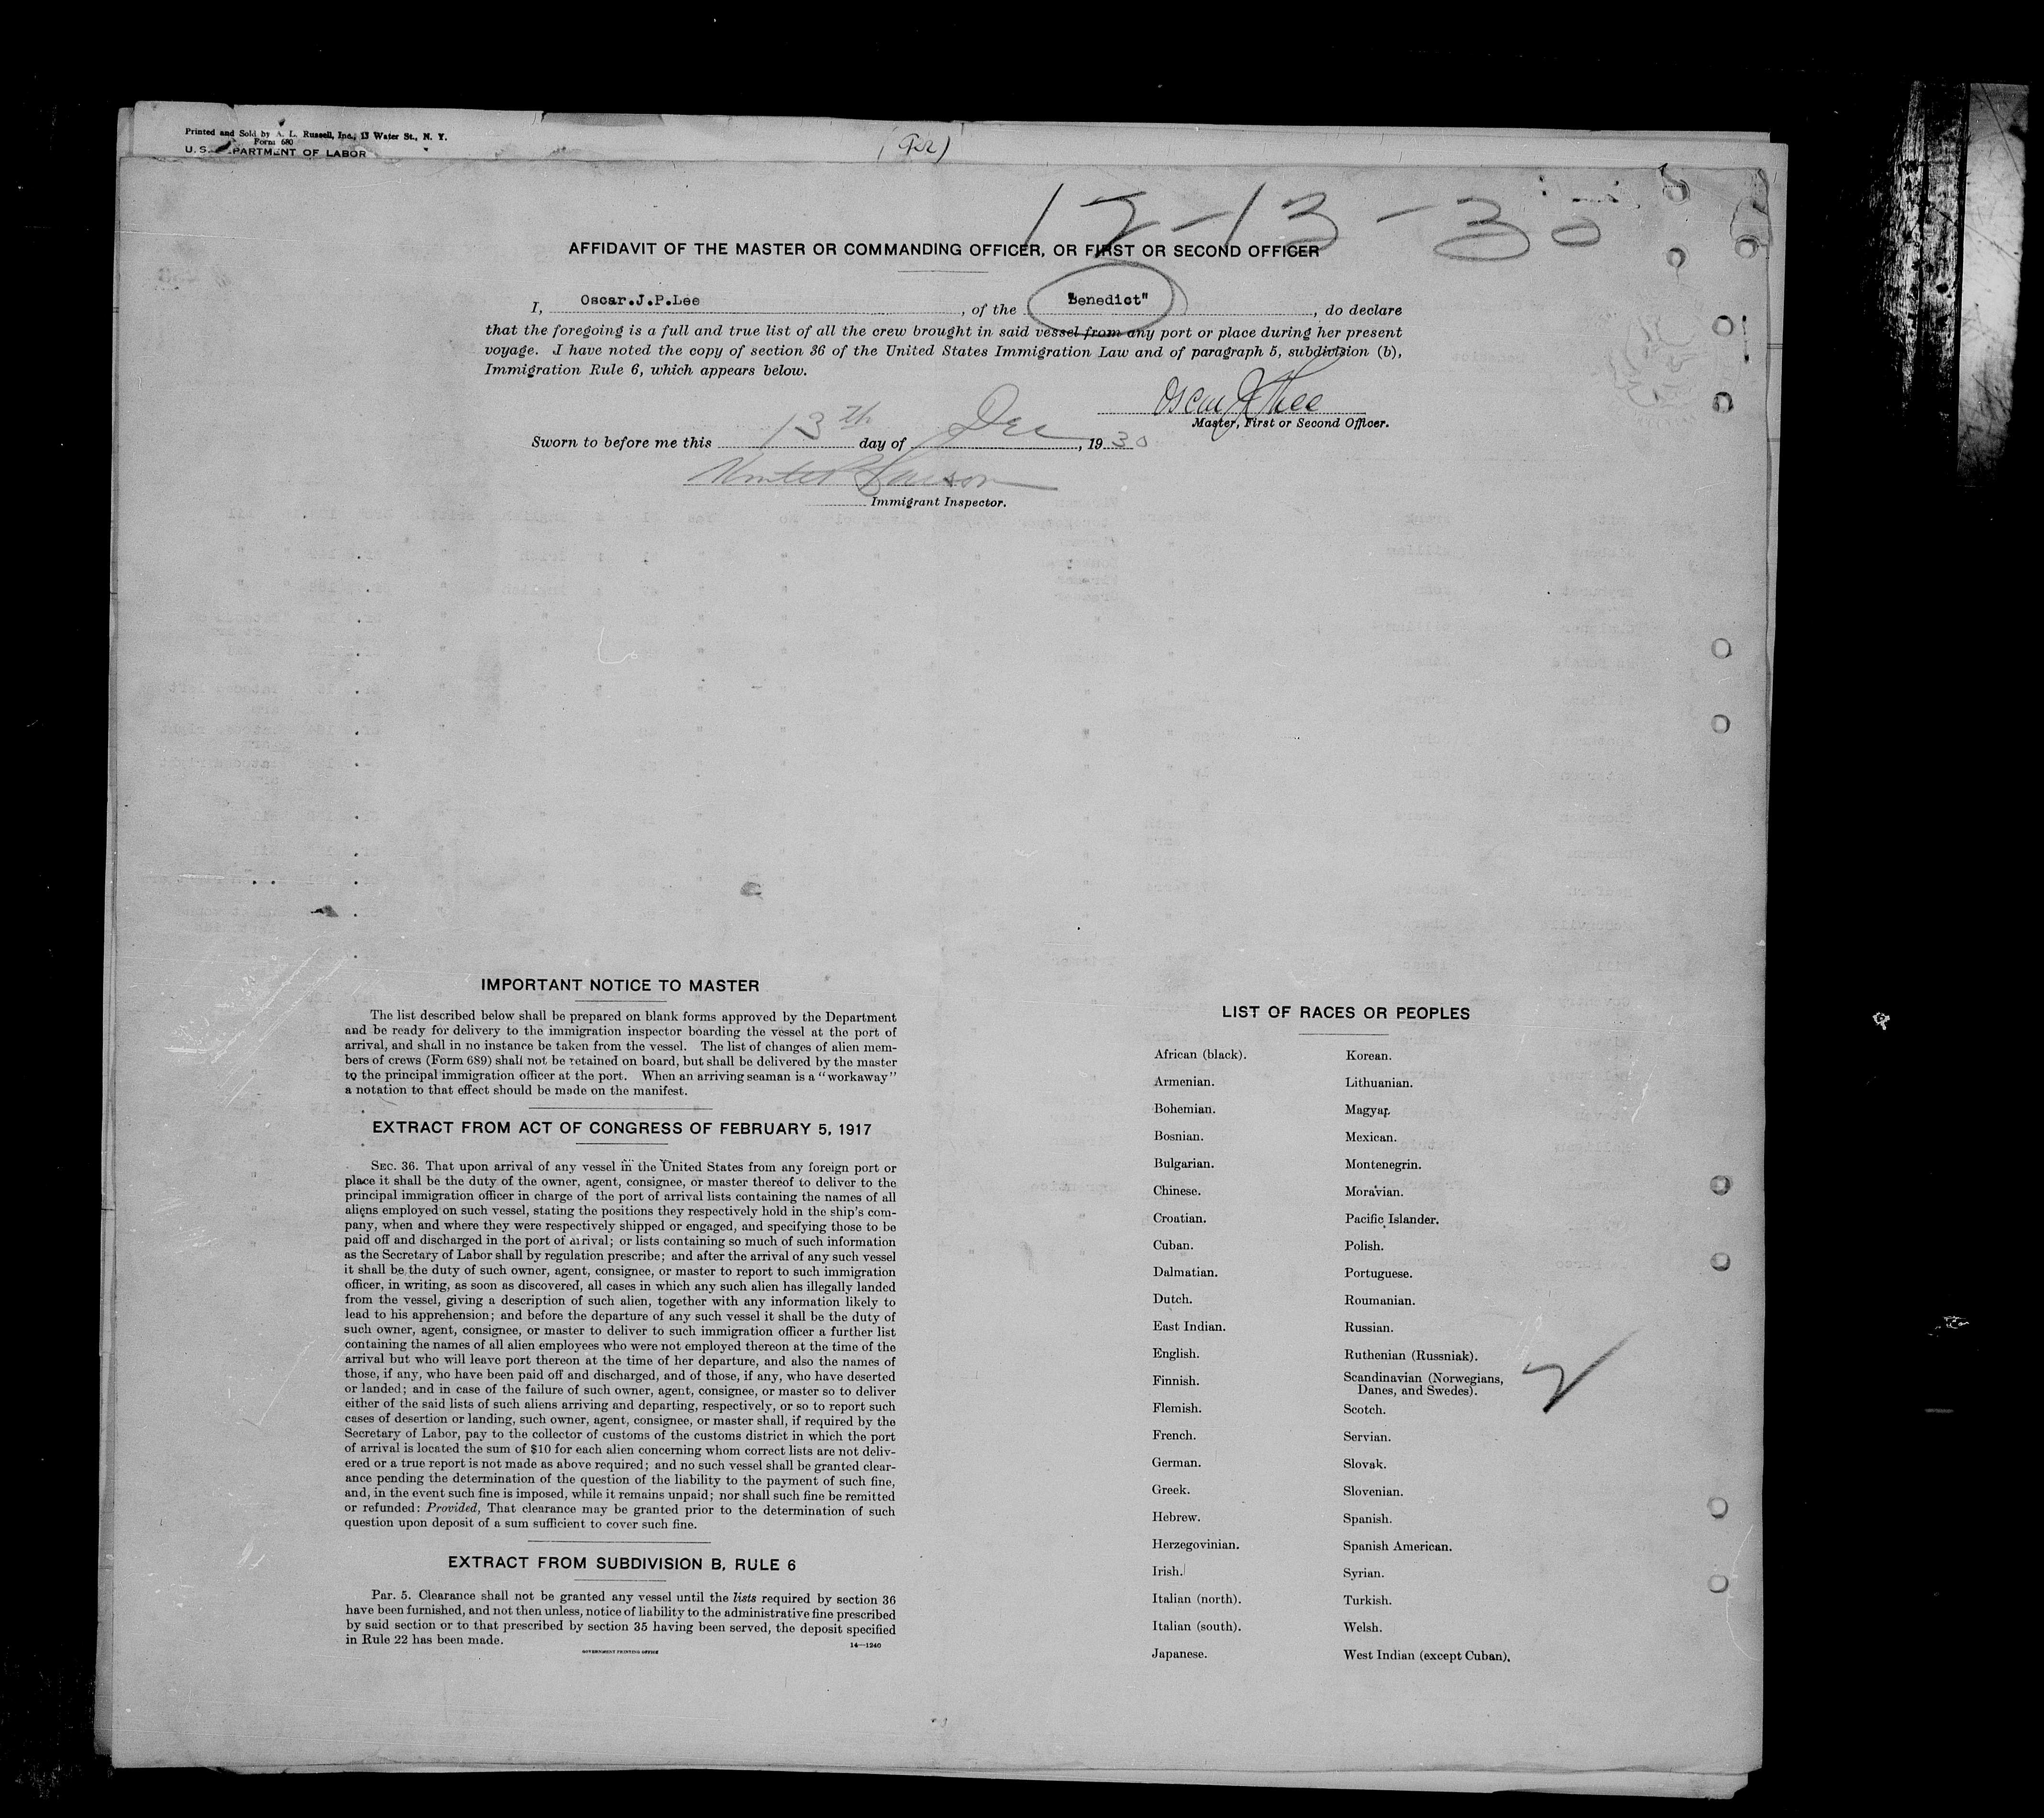 Printed and Sold by A. L. Russell, Inc., 13 Water St., N. Y.
Form 680
U. S. DEPARTMENT OF LABOR
12-13-30
AFFIDAVIT OF THE MASTER OR COMMANDING OFFICER, OR FIRST OR SECOND OFFICER
I, Oscar.J.P.Lee, of the "Benedict", do declare
that the foregoing is a full and true list of all the crew brought in said vessel from any port or place during her present
voyage. I have noted the copy of section 36 of the United States Immigration Law and of paragraph 5, subdivision (b),
Immigration Rule 6, which appears below.
Oscar J P Lee
Master, First or Second Officer.
Sworn to before me this 13th day of Dec, 1930
Immigrant Inspector.
IMPORTANT NOTICE TO MASTER
The list described below shall be prepared on blank forms approved by the Department
and be ready for delivery to the immigration inspector boarding the vessel at the port of
arrival, and shall in no instance be taken from the vessel. The list of changes of alien mem-
bers of crews (Form 689) shall not be retained on board, but shall be delivered by the master
to the principal immigration officer at the port. When an arriving seaman is a "workaway"
a notation to that effect should be made on the manifest.
EXTRACT FROM ACT OF CONGRESS OF FEBRUARY 5, 1917
SEC. 36. That upon arrival of any vessel in the United States from any foreign port or
place it shall be the duty of the owner, agent, consignee, or master thereof to deliver to the
principal immigration officer in charge of the port of arrival lists containing the names of all
aliens employed on such vessel, stating the positions they respectively hold in the ship's com-
pany, when and where they were respectively shipped or engaged, and specifying those to be
paid off and discharged in the port of arrival; or lists containing so much of such information
as the Secretary of Labor shall by regulation prescribe; and after the arrival of any such vessel
it shall be the duty of such owner, agent, consignee, or master to report to such immigration
officer, in writing, as soon as discovered, all cases in which any such alien has illegally landed
from the vessel, giving a description of such alien, together with any information likely to
lead to his apprehension; and before the departure of any such vessel it shall be the duty of
such owner, agent, consignee, or master to deliver to such immigration officer a further list
containing the names of all alien employees who were not employed thereon at the time of the
arrival but who will leave port thereon at the time of her departure, and also the names of
those, if any, who have been paid off and discharged, and of those, if any, who have deserted
or landed; and in case of the failure of such owner, agent, consignee, or master so to deliver
either of the said lists of such aliens arriving and departing, respectively, or so to report such
cases of desertion or landing, such owner, agent, consignee, or master shall, if required by the
Secretary of Labor, pay to the collector of customs of the customs district in which the port
of arrival is located the sum of $10 for each alien concerning whom correct lists are not deliv-
ered or a true report is not made as above required; and no such vessel shall be granted clear-
ance pending the determination of the question of the liability to the payment of such fine,
and, in the event such fine is imposed, while it remains unpaid; nor shall such fine be remitted
or refunded: Provided, That clearance may be granted prior to the determination of such
question upon deposit of a sum sufficient to cover such fine.
EXTRACT FROM SUBDIVISION B, RULE 6
Par. 5. Clearance shall not be granted any vessel until the lists required by section 36
have been furnished, and not then unless, notice of liability to the administrative fine prescribed
by said section or to that prescribed by section 35 having been served, the deposit specified
in Rule 22 has been made.
14—1240
GOVERNMENT PRINTING OFFICE
LIST OF RACES OR PEOPLES
African (black).
Armenian.
Bohemian.
Bosnian.
Bulgarian.
Chinese.
Croatian.
Cuban.
Dalmatian.
Dutch.
East Indian.
English.
Finnish.
Flemish.
French.
German.
Greek.
Hebrew.
Herzegovinian.
Irish.
Italian (north).
Italian (south).
Japanese.
Korean.
Lithuanian.
Magyar.
Mexican.
Montenegrin.
Moravian.
Pacific Islander.
Polish.
Portuguese.
Roumanian.
Russian.
Ruthenian (Russniak).
Scandinavian (Norwegians,
Danes, and Swedes).
Scotch.
Servian.
Slovak.
Slovenian.
Spanish.
Spanish American.
Syrian.
Turkish.
Welsh.
West Indian (except Cuban).